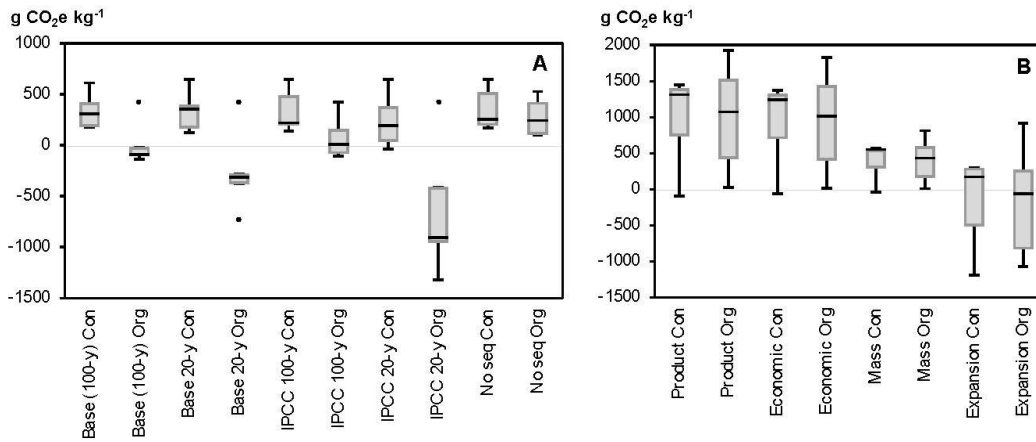 g CO₂e kg⁻¹
A
1000
500
0
-500
-1000
-1500
Base (100-y) Con
Base (100-y) Org
Base 20-y Con
Base 20-y Org
IPCC 100-y Con
IPCC 100-y Org
IPCC 20-y Con
IPCC 20-y Org
No seq Con
No seq Org
g CO₂e kg⁻¹
B
2000
1500
1000
500
0
-500
-1000
-1500
Product Con
Product Org
Economic Con
Economic Org
Mass Con
Mass Org
Expansion Con
Expansion Org